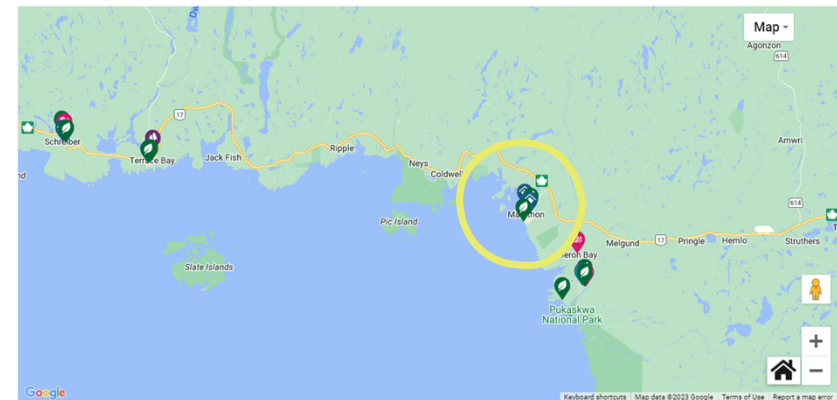 Map
Agonzon
614
17
Schreiber
Terrace Bay
Jack Fish
Ripple
Neys
Coldwell
Amwri
614
Pic Island
Marathon
Melgund
17
Pringle
Hemlo
Struthers
Heron Bay
Slate Islands
Pukaskwa
National Park
Google
Keyboard shortcuts
Map data ©2023 Google
Terms of Use
Report a map error